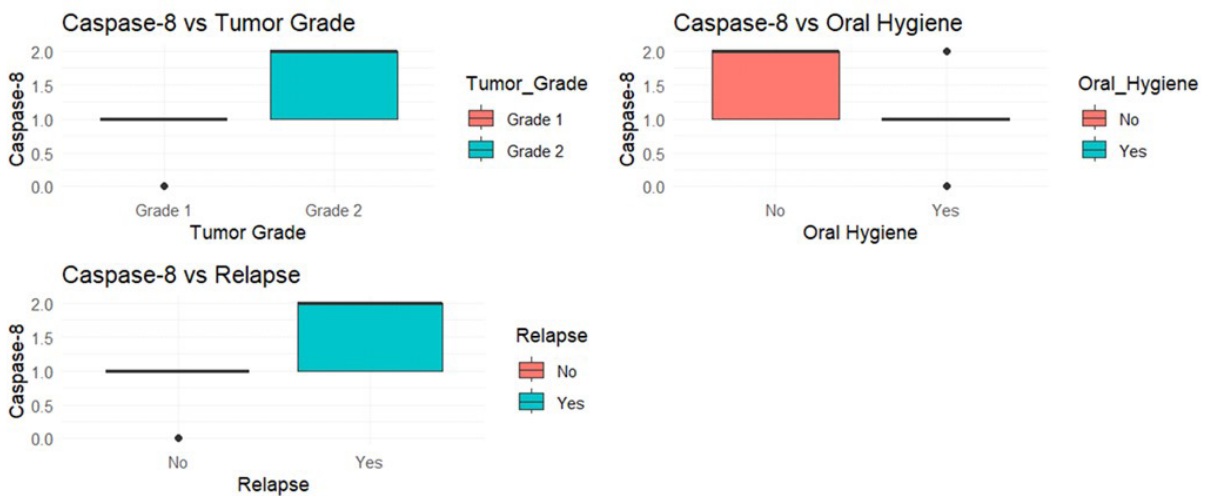 Caspase-8 vs Tumor Grade
Caspase-8
2.0
1.5
1.0
0.5
0.0
Grade 1
Grade 2
Tumor Grade
Tumor_Grade
Grade 1
Grade 2
Caspase-8 vs Oral Hygiene
Caspase-8
2.0
1.5
1.0
0.5
0.0
No
Yes
Oral Hygiene
Oral_Hygiene
No
Yes
Caspase-8 vs Relapse
Caspase-8
2.0
1.5
1.0
0.5
0.0
No
Yes
Relapse
Relapse
No
Yes